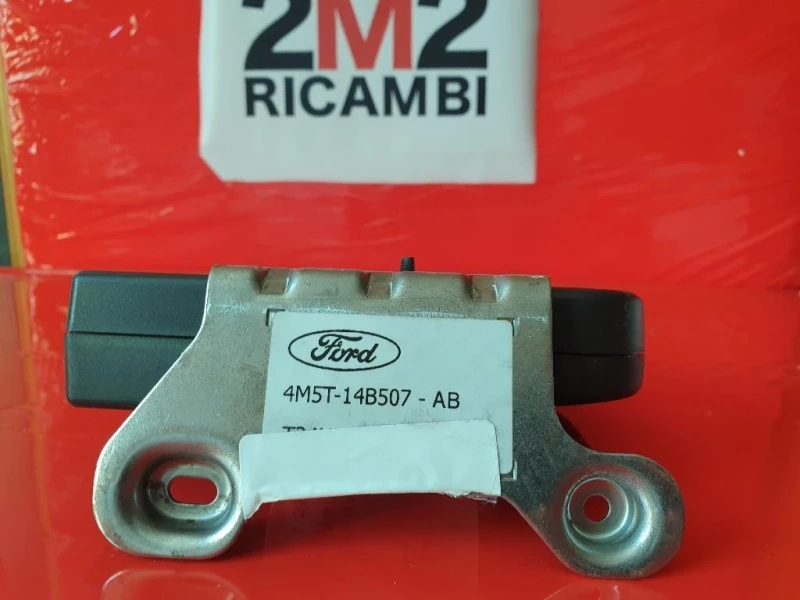 2M2
RICAMBI
Ford
4M5T-14B507 - AB